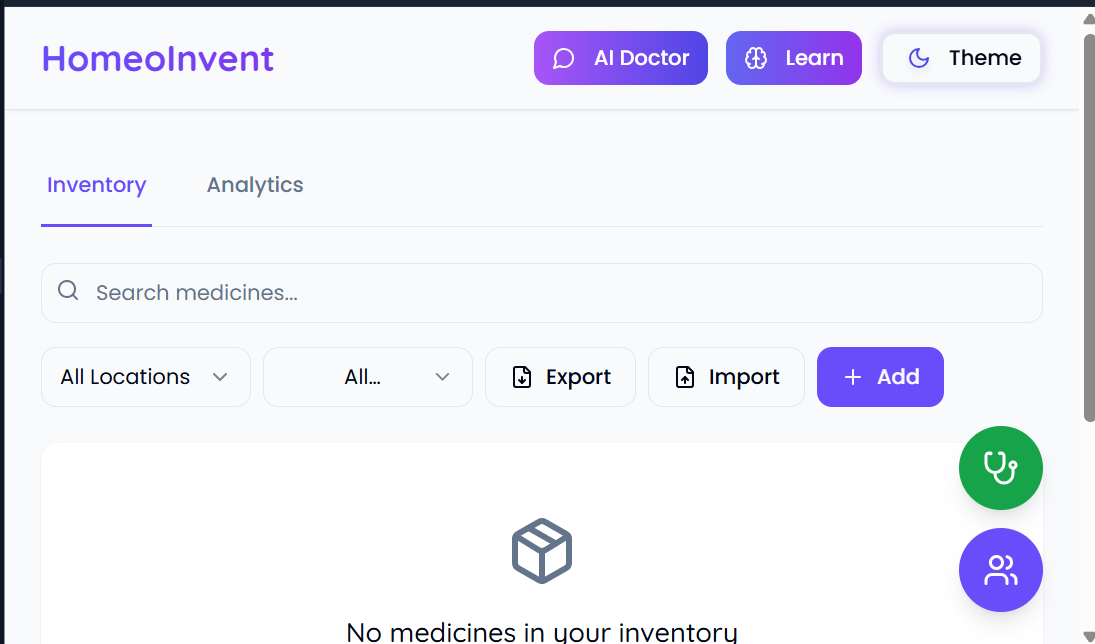 HomeoInvent
AI Doctor
Learn
Theme
Inventory
Analytics
Search medicines...
All Locations
All...
Export
Import
Add
No medicines in your inventory